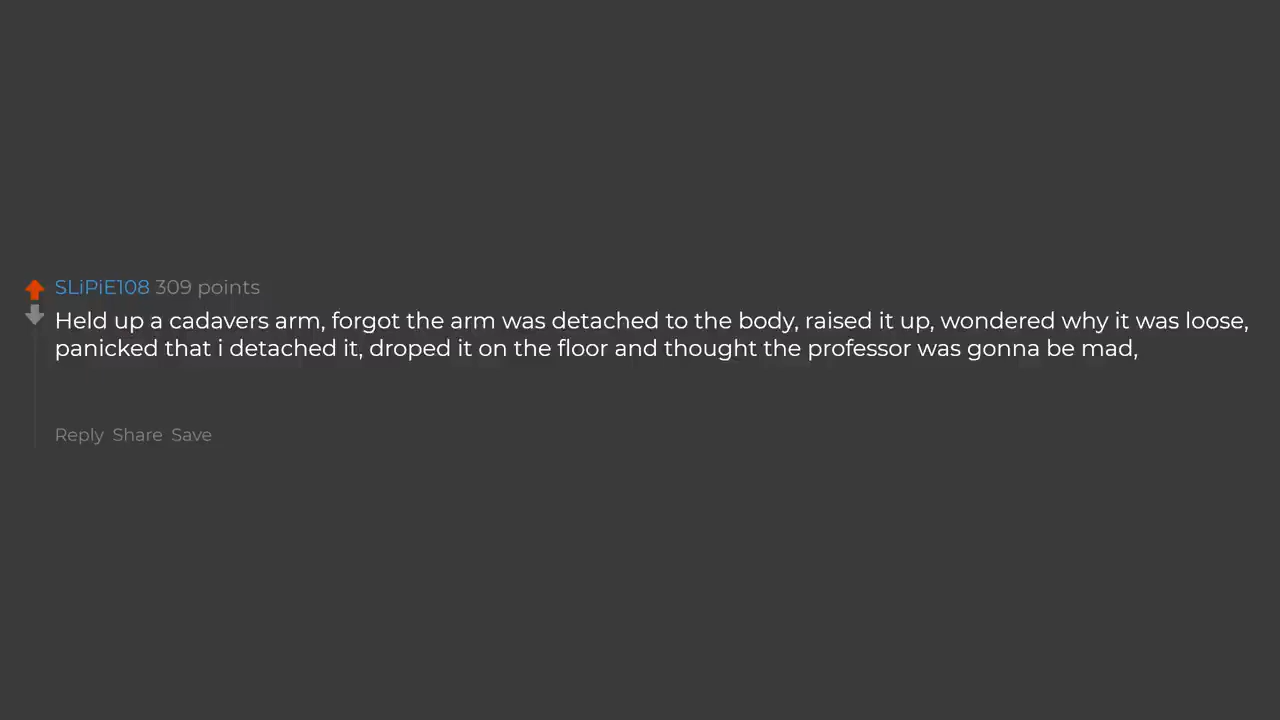 SLiPiE108 309 points
Held up a cadavers arm, forgot the arm was detached to the body, raised it up, wondered why it was loose,
panicked that i detached it, droped it on the floor and thought the professor was gonna be mad,
Reply Share Save